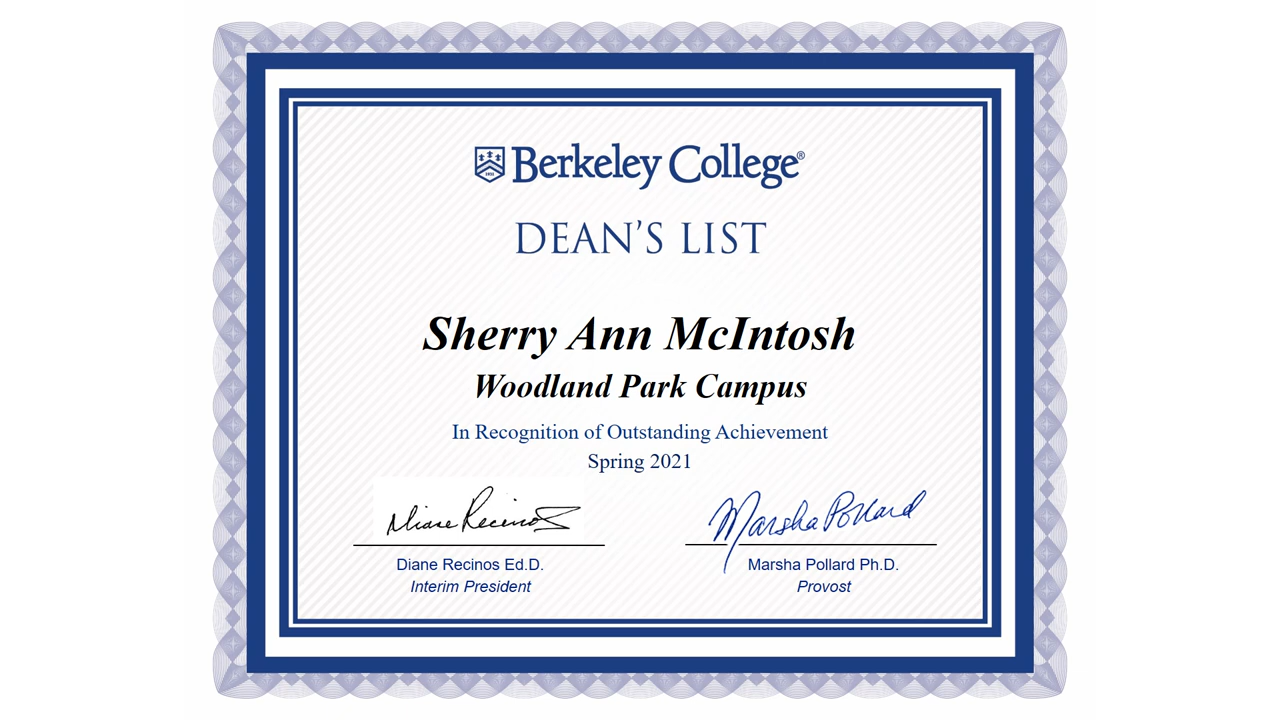 Berkeley College®
DEAN'S LIST
Sherry Ann McIntosh
Woodland Park Campus
In Recognition of Outstanding Achievement
Spring 2021
Diane Recinos
Marsha Pollard
Diane Recinos Ed.D.
Marsha Pollard Ph.D.
Interim President
Provost